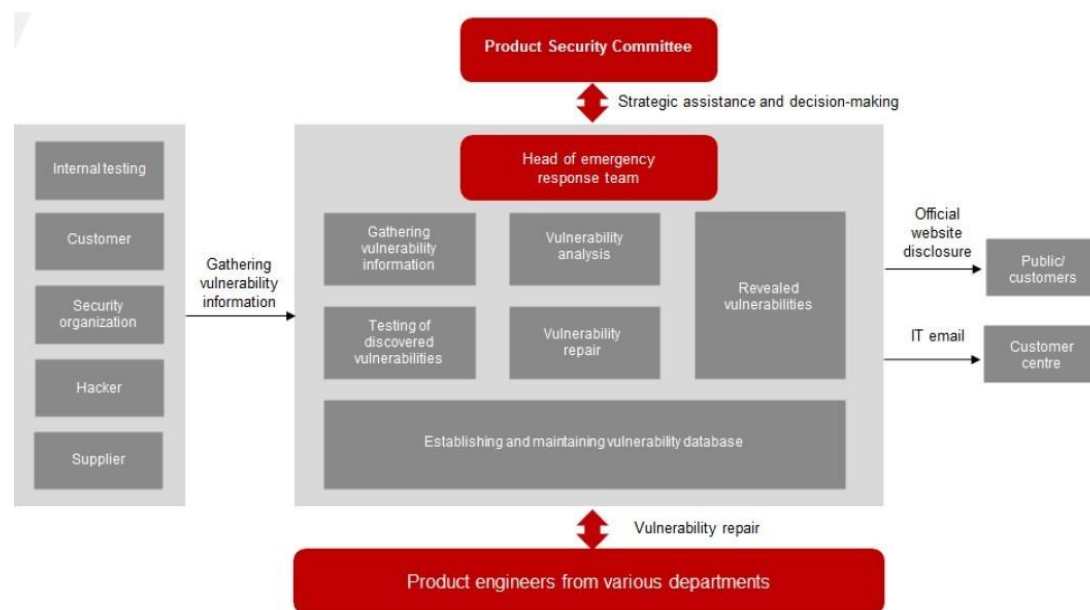 Product Security Committee
Strategic assistance and decision-making
Internal testing
Customer
Security
organization
Hacker
Supplier
Gathering
vulnerability
information
Head of emergency
response team
Gathering
vulnerability
information
Vulnerability
analysis
Testing of
discovered
vulnerabilities
Vulnerability
repair
Revealed
vulnerabilities
Establishing and maintaining vulnerability database
Official
website
disclosure
Public/
customers
IT email
Customer
centre
Vulnerability repair
Product engineers from various departments